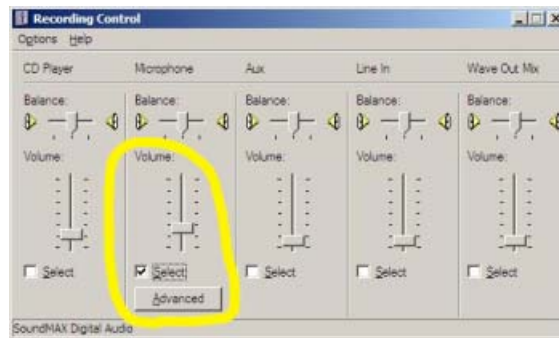 Recording Control
Options Help
CD Player Microphone Aux Line In Wave Out Mix
Balance: Balance: Balance: Balance: Balance:
Volume: Volume: Volume: Volume: Volume:
Select Select Select Select Select
Advanced
SoundMAX Digital Audio